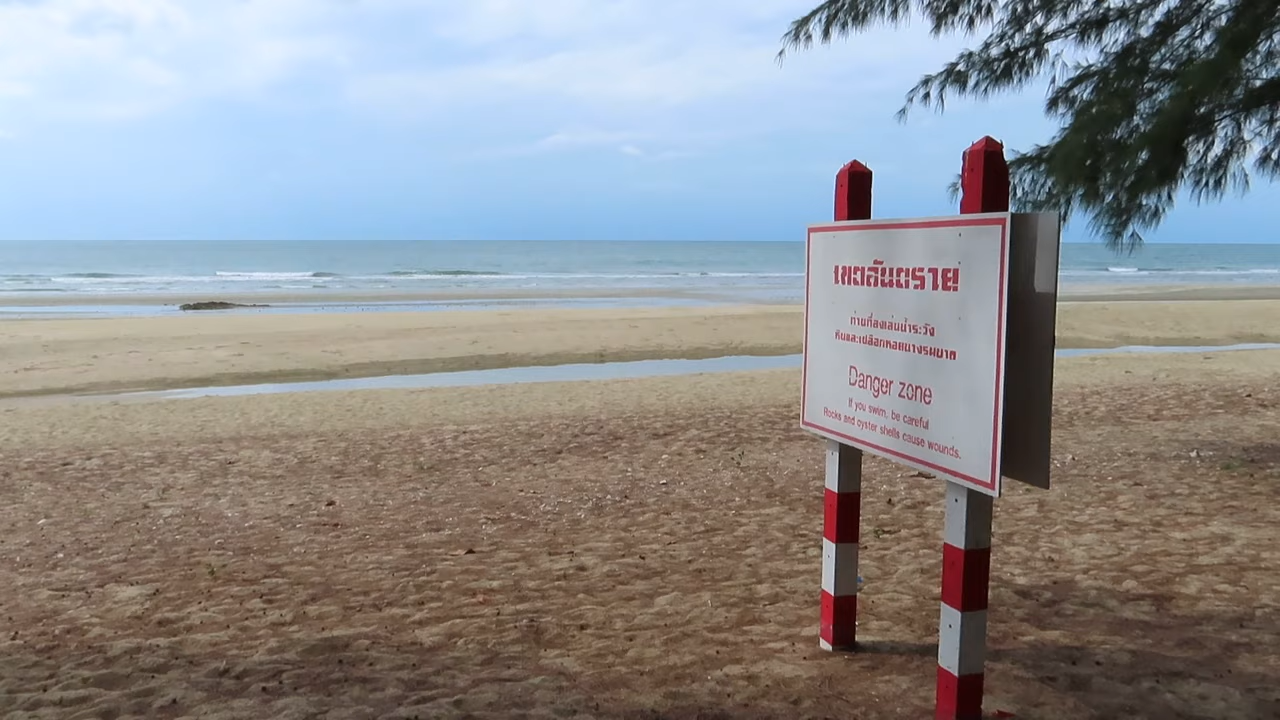 เขตอันตราย
ท่านที่ลงเล่นน้ำระวัง
หินและเปลือกหอยนางรมบาด
Danger zone
If you swim, be careful
Rocks and oyster shells cause wounds.